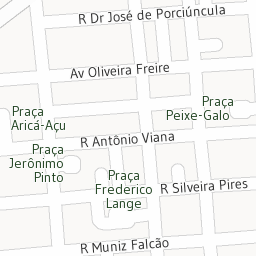 R Dr José de Porciúncula
Av Oliveira Freire
Praça
Peixe-Galo
Praça
Aricá-Açu
R Antônio Viana
Praça
Jerônimo
Pinto
Praça
Frederico
Lange
R Silveira Pires
R Muniz Falcão